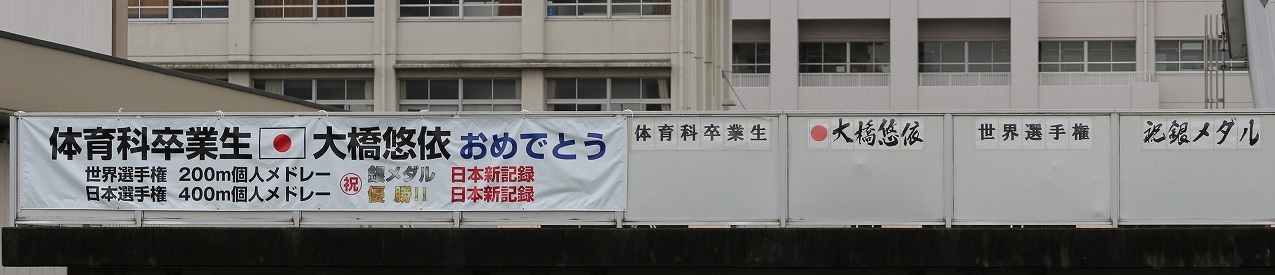 体育科卒業生 大橋悠依 おめでとう
世界選手権 200m個人メドレー 祝 銀メダル 日本新記録
日本選手権 400m個人メドレー 優勝!! 日本新記録
体育科卒業生 大橋悠依 世界選手権 祝銀メダル